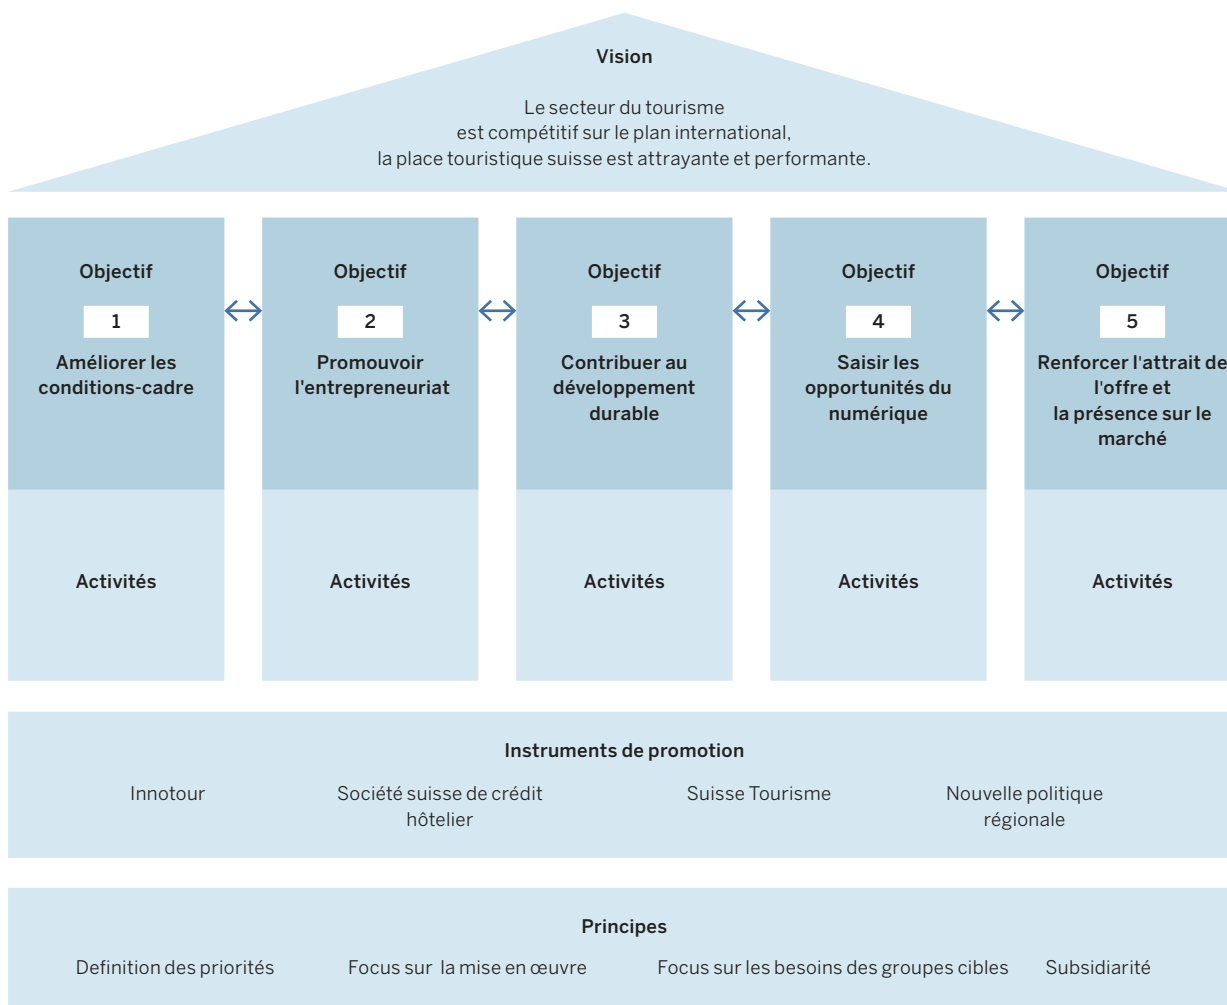 Vision
Le secteur du tourisme
est compétitif sur le plan international,
la place touristique suisse est attrayante et performante.
Objectif
1
Améliorer les
conditions-cadre
Objectif
2
Promouvoir
l'entrepreneuriat
Objectif
3
Contribuer au
développement
durable
Objectif
4
Saisir les
opportunités du
numérique
Objectif
5
Renforcer l'attrait de
l'offre et
la présence sur le
marché
Activités
Activités
Activités
Activités
Activités
Instruments de promotion
Innotour
Société suisse de crédit
hôtelier
Suisse Tourisme
Nouvelle politique
régionale
Principes
Definition des priorités
Focus sur la mise en œuvre
Focus sur les besoins des groupes cibles
Subsidiarité